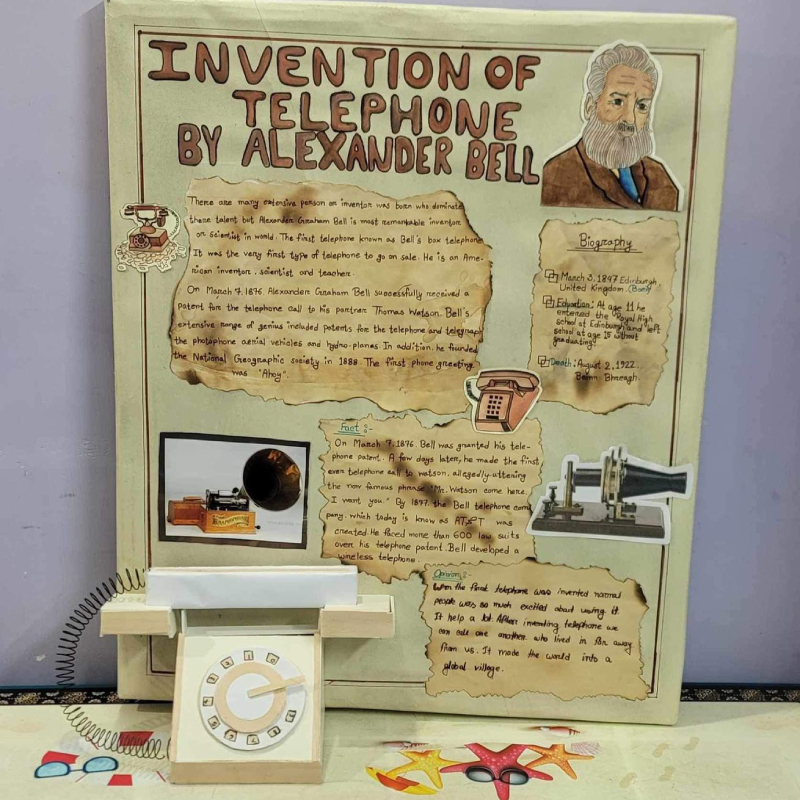 INVENTION OF
TELEPHONE
BY ALEXANDER BELL
There are many extensive person on inventor was born who dominate
there talent but Alexander Graham Bell is most remarkable inventor
or scientist in world. The first telephone known as Bell's box telephone
It was the very first type of telephone to go on sale. He is an Ame-
rican inventor, scientist and teacher.
On March 7, 1876, Alexander Graham Bell successfully received a
patent for the telephone call to his partner Thomas Watson. Bell's
extensive range of genius included patents for the telephone and telegraph
the photophone aerial vehicles and hydro-planes. In addition, he founded
the National Geographic society in 1888. The first phone greeting
was "Ahoy".
Biography
March 3, 1847 Edinburgh
United Kingdom (Born)
Education: At age 11 he
entered the Royal High
school at Edinburgh and left
school at age 15 without
graduating.
Death: August 2, 1922.
Beinn Bhreagh.
Fact :-
On March 7, 1876. Bell was granted his tele-
phone patent. A few days later, he made the first
ever telephone call to watson, allegedly uttening
the now famous phrase "Mr. Watson come here,
I want you." By 1877, the Bell telephone com
pany, which today is know as AT&T was
created. He faced more than 600 law suits
over his telephone patent. Bell developed a
wireless telephone.
Opinion :-
When the first telephone was invented normal
people was so much excited about using it.
It help a lot. After inventing telephone we
can call one another who lived in far away
from us. It made the world into a
global village.